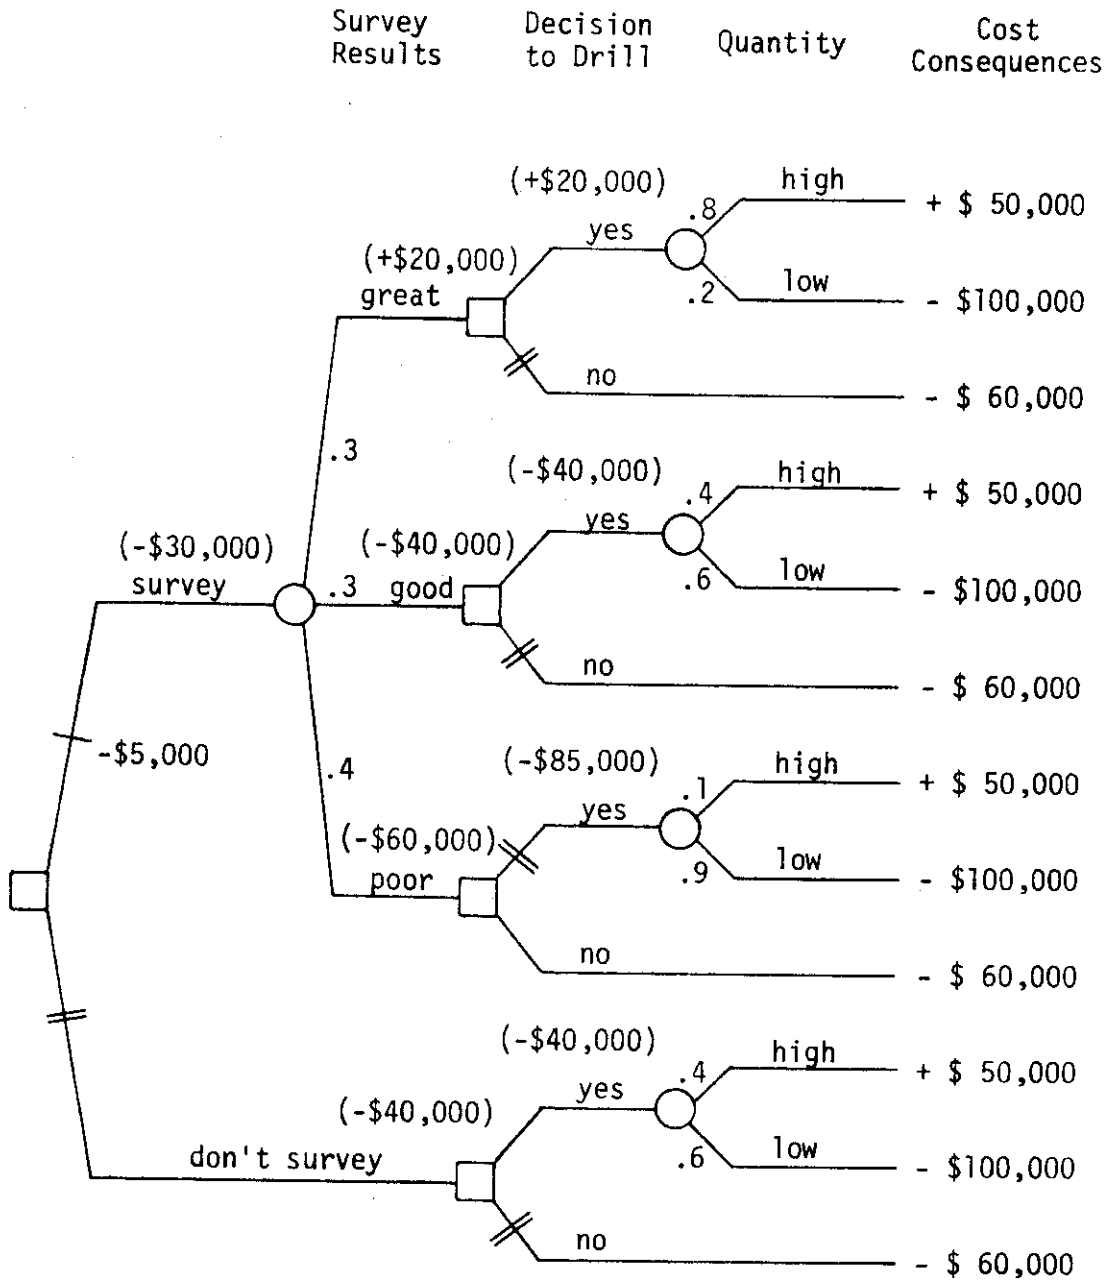 Survey Results
Decision to Drill
Quantity
Cost Consequences
(+$20,000)
high
.8
+ $ 50,000
yes
(+$20,000)
great
low
.2
- $100,000
no
- $ 60,000
.3
(-$40,000)
high
.4
+ $ 50,000
yes
(-$30,000)
(-$40,000)
survey
.3 good
low
.6
- $100,000
no
- $ 60,000
-$5,000
.4
(-$85,000)
high
.1
+ $ 50,000
yes
(-$60,000)
poor
low
.9
- $100,000
no
- $ 60,000
(-$40,000)
high
.4
+ $ 50,000
yes
(-$40,000)
don't survey
low
.6
- $100,000
no
- $ 60,000